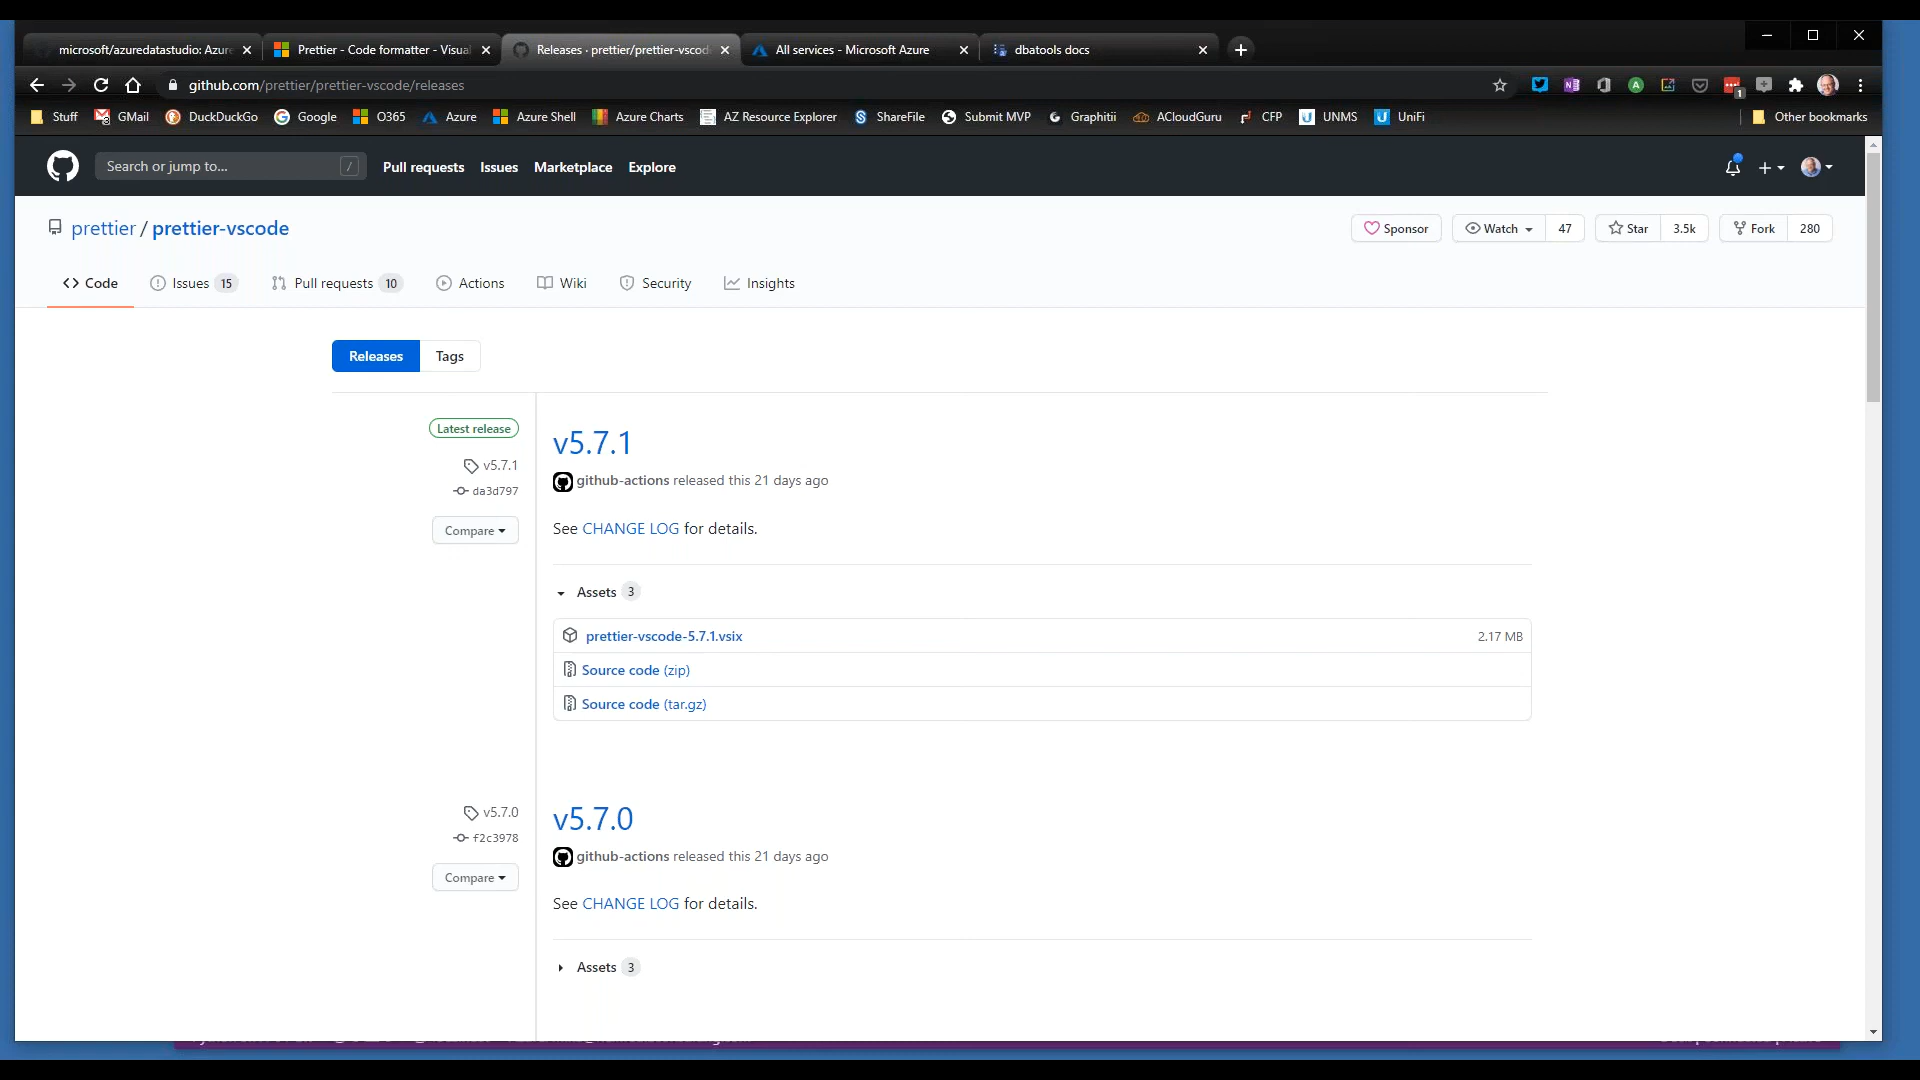 microsoft/azuredatastudio: Azure
Prettier - Code formatter - Visual
Releases · prettier/prettier-vscode
All services - Microsoft Azure
dbatools docs
github.com/prettier/prettier-vscode/releases
1
Stuff GMail DuckDuckGo Google O365 Azure Azure Shell Azure Charts AZ Resource Explorer ShareFile Submit MVP Graphitii ACloudGuru CFP UNMS UniFi Other bookmarks
Search or jump to... /
Pull requests Issues Marketplace Explore
prettier / prettier-vscode
Sponsor Watch 47 Star 3.5k Fork 280
Code Issues 15 Pull requests 10 Actions Wiki Security Insights
Releases Tags
Latest release
v5.7.1
da3d797
Compare
v5.7.1
github-actions released this 21 days ago
See CHANGE LOG for details.
Assets 3
prettier-vscode-5.7.1.vsix 2.17 MB
Source code (zip)
Source code (tar.gz)
v5.7.0
f2c3978
Compare
v5.7.0
github-actions released this 21 days ago
See CHANGE LOG for details.
Assets 3